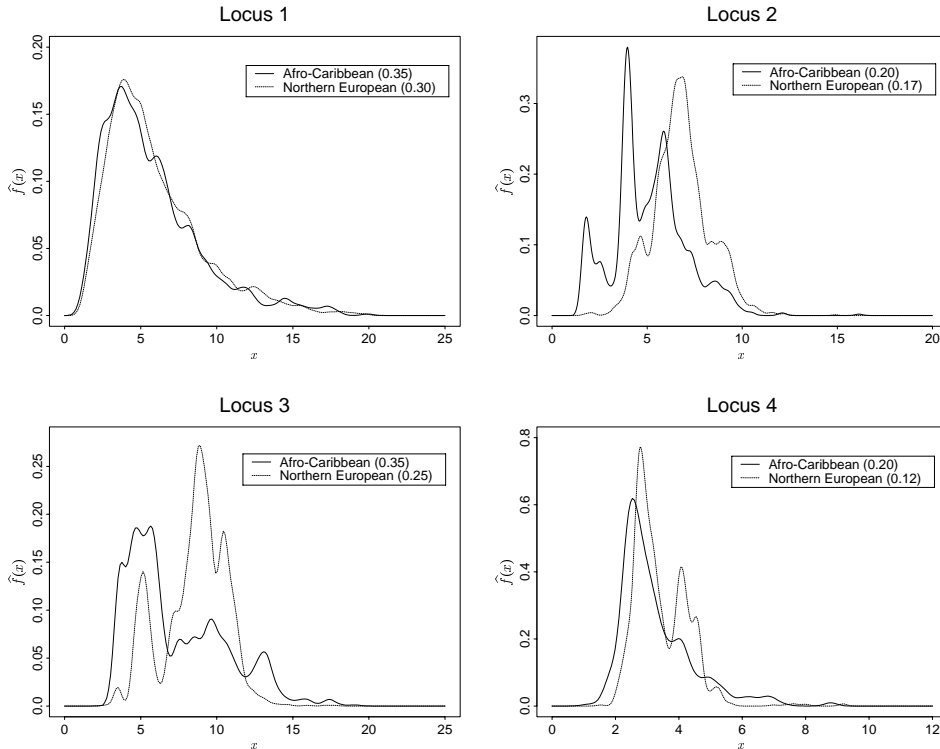 Locus 1
0.20
0.15
0.10
0.05
0.0
f̂(x)
Afro-Caribbean (0.35)
Northern European (0.30)
0 5 10 15 20 25
x
Locus 2
0.3
0.2
0.1
0.0
f̂(x)
Afro-Caribbean (0.20)
Northern European (0.17)
0 5 10 15 20
x
Locus 3
0.25
0.20
0.15
0.10
0.05
0.0
f̂(x)
Afro-Caribbean (0.35)
Northern European (0.25)
0 5 10 15 20 25
x
Locus 4
0.8
0.6
0.4
0.2
0.0
f̂(x)
Afro-Caribbean (0.20)
Northern European (0.12)
0 2 4 6 8 10 12
x